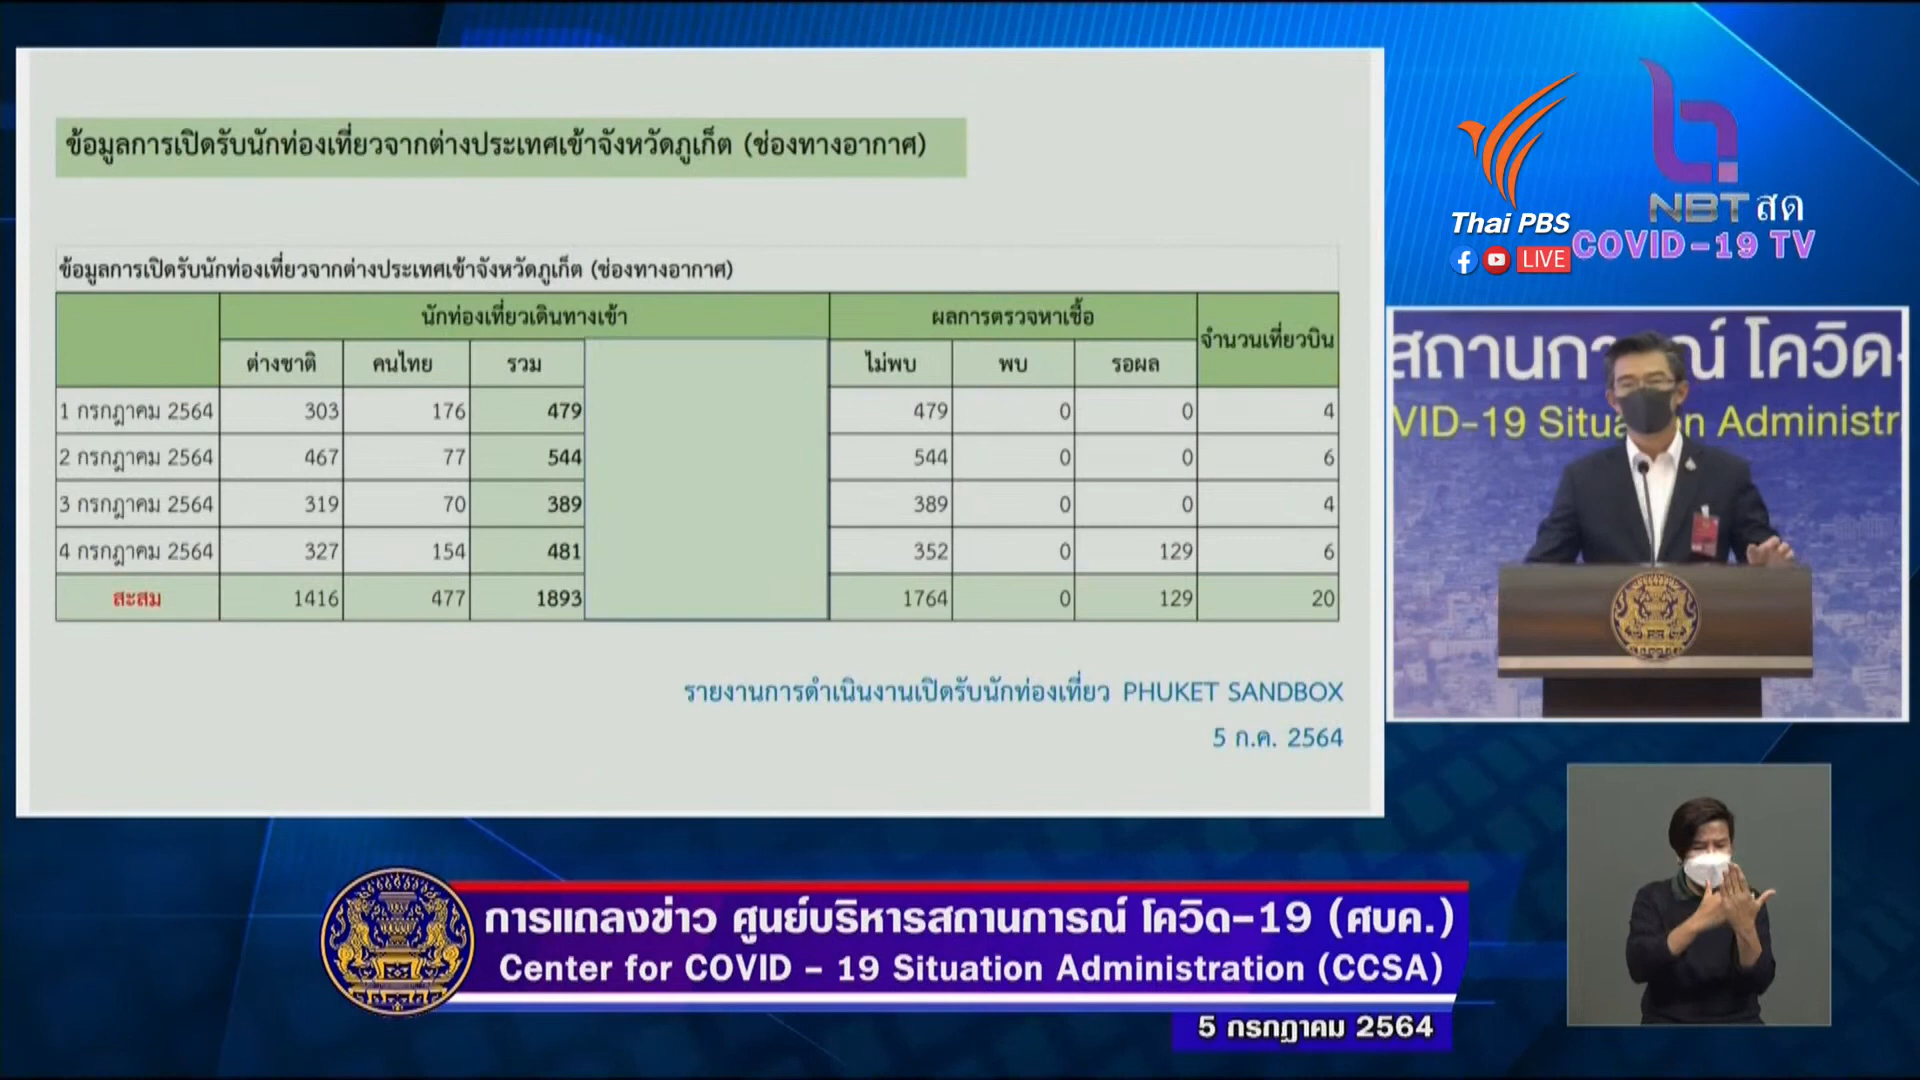 ข้อมูลการเปิดรับนักท่องเที่ยวจากต่างประเทศเข้าจังหวัดภูเก็ต (ช่องทางอากาศ)
ข้อมูลการเปิดรับนักท่องเที่ยวจากต่างประเทศเข้าจังหวัดภูเก็ต (ช่องทางอากาศ)
นักท่องเที่ยวเดินทางเข้า ผลการตรวจหาเชื้อ จำนวนเที่ยวบิน
ต่างชาติ คนไทย รวม ไม่พบ พบ รอผล
1 กรกฎาคม 2564 303 176 479 479 0 0 4
2 กรกฎาคม 2564 467 77 544 544 0 0 6
3 กรกฎาคม 2564 319 70 389 389 0 0 4
4 กรกฎาคม 2564 327 154 481 352 0 129 6
สะสม 1416 477 1893 1764 0 129 20
รายงานการดำเนินงานเปิดรับนักท่องเที่ยว PHUKET SANDBOX
5 ก.ค. 2564
Thai PBS
LIVE
NBT สด
COVID-19 TV
สถานการณ์ โควิด-
VID-19 Situation Administr
การแถลงข่าว ศูนย์บริหารสถานการณ์ โควิด-19 (ศบค.)
Center for COVID - 19 Situation Administration (CCSA)
5 กรกฎาคม 2564